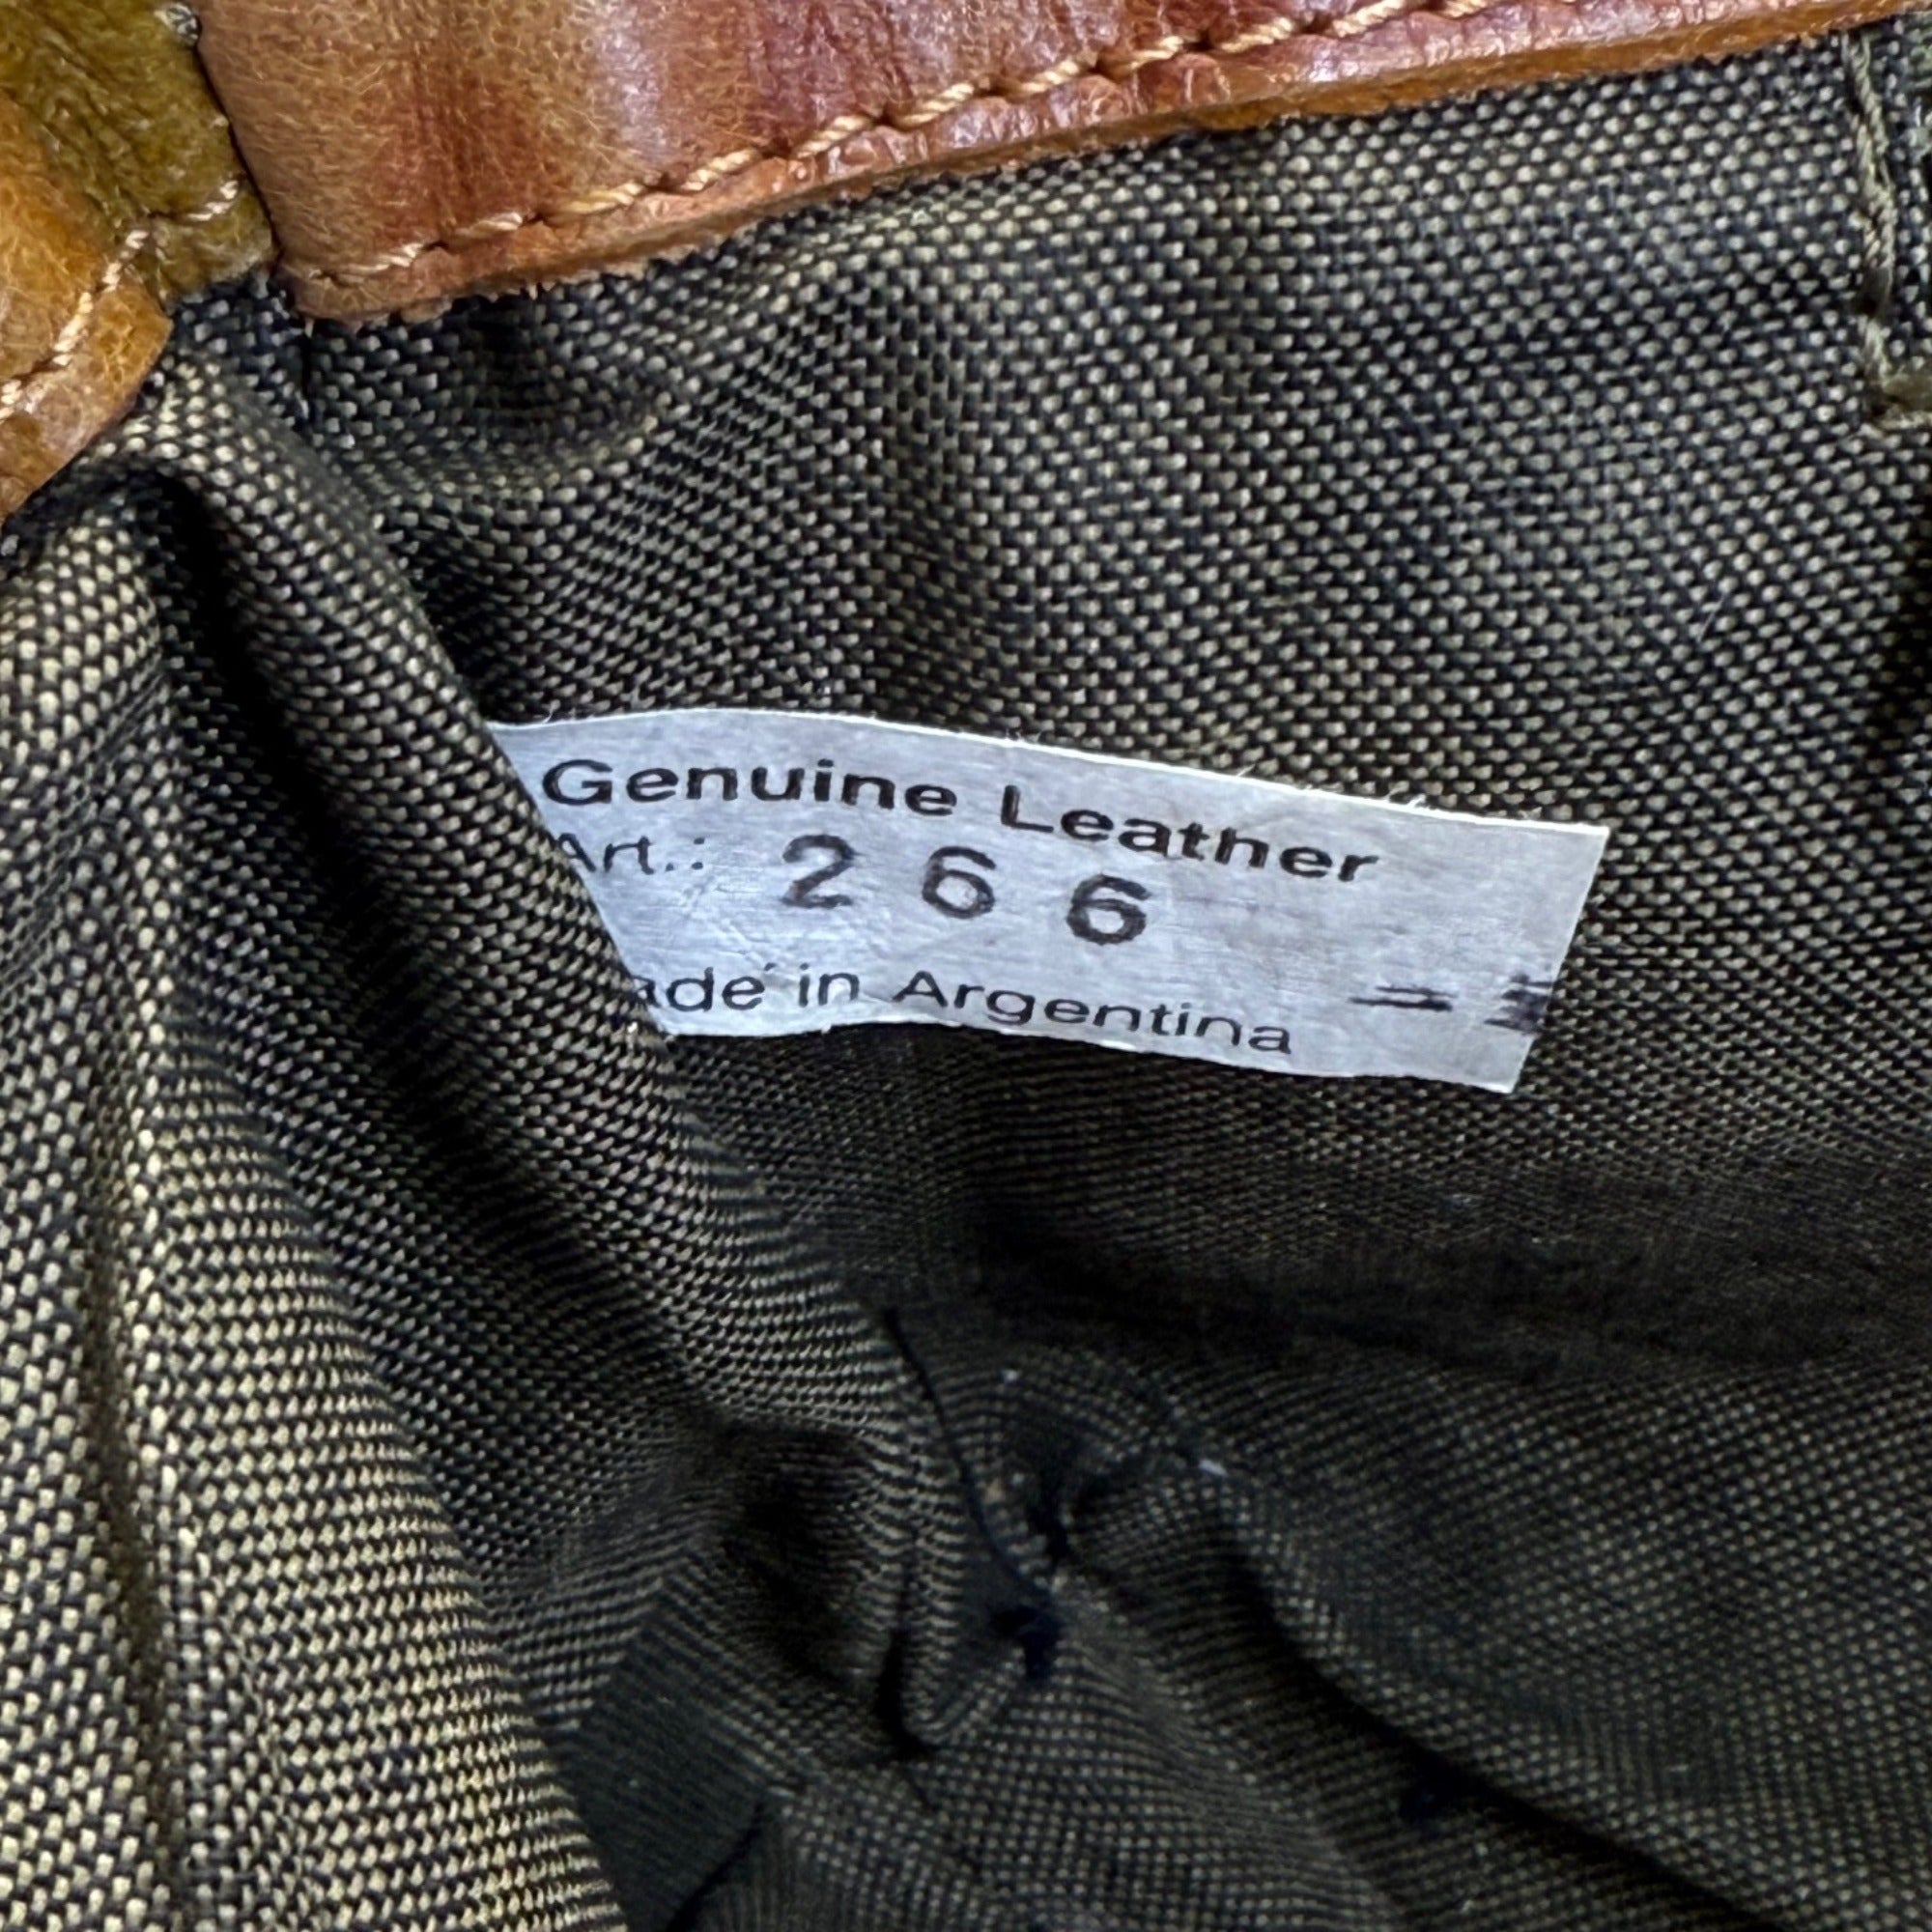 Genuine Leather
Art.: 266
ade in Argentina